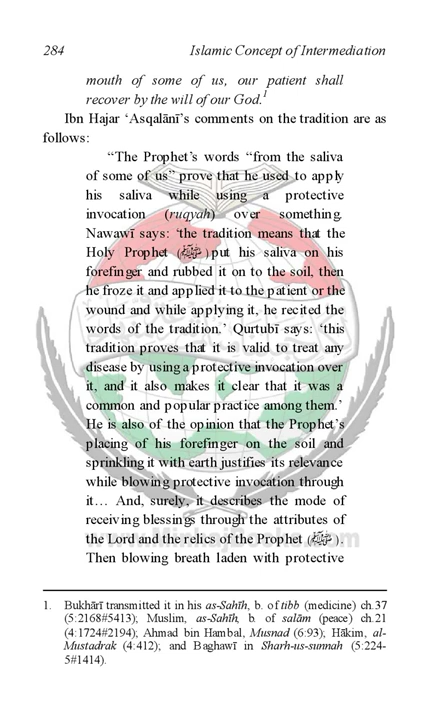 284 Islamic Concept of Intermediation
mouth of some of us, our patient shall
recover by the will of our God.1
Ibn Hajar ‘Asqalānī’s comments on the tradition are as
follows:
“The Prophet’s words “from the saliva
of some of us” prove that he used to apply
his saliva while using a protective
invocation (ruqyah) over something.
Nawawī says: ‘the tradition means that the
Holy Prophet (ﷺ) put his saliva on his
forefinger and rubbed it on to the soil, then
he froze it and applied it to the patient or the
wound and while applying it, he recited the
words of the tradition.’ Qurtubī says: ‘this
tradition proves that it is valid to treat any
disease by using a protective invocation over
it, and it also makes it clear that it was a
common and popular practice among them.’
He is also of the opinion that the Prophet’s
placing of his forefinger on the soil and
sprinkling it with earth justifies its relevance
while blowing protective invocation through
it… And, surely, it describes the mode of
receiving blessings through the attributes of
the Lord and the relics of the Prophet (ﷺ).
Then blowing breath laden with protective
1. Bukhārī transmitted it in his as-Sahīh, b. of tibb (medicine) ch.37
(5:2168#5413); Muslim, as-Sahīh, b. of salām (peace) ch.21
(4:1724#2194); Ahmad bin Hambal, Musnad (6:93); Hākim, al-
Mustadrak (4:412); and Baghawī in Sharh-us-sunnah (5:224-
5#1414).